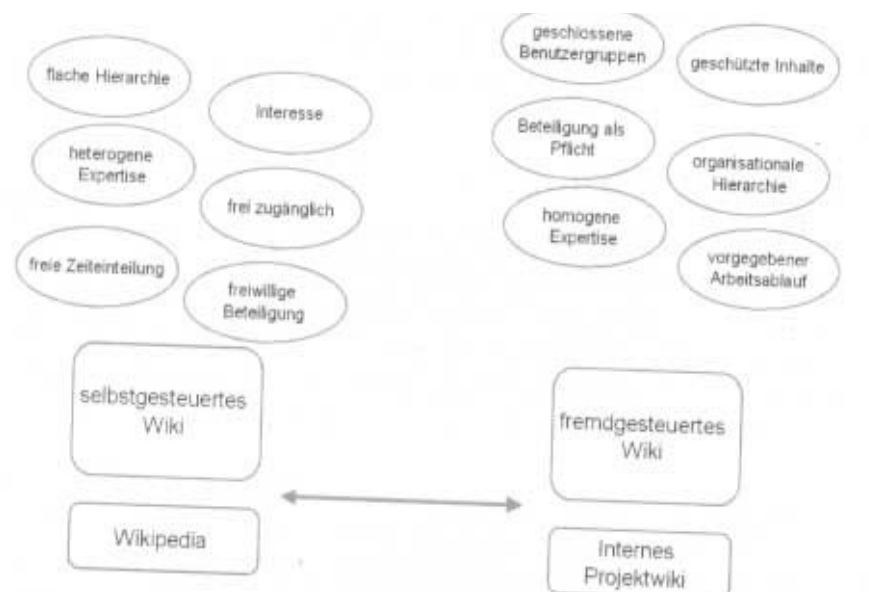 flache Hierarchie
Interesse
heterogene
Expertise
frei zugänglich
freie Zeiteinteilung
freiwillige
Beteiligung
selbstgesteuertes
Wiki
Wikipedia
geschlossene
Benutzergruppen
geschützte Inhalte
Beteiligung als
Pflicht
organisationale
Hierarchie
homogene
Expertise
vorgegebener
Arbeitsablauf
fremdgesteuertes
Wiki
Internes
Projektwiki